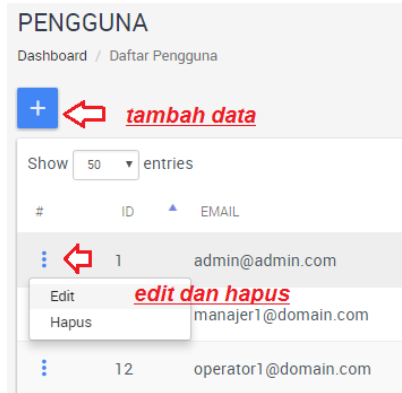 PENGGUNA
Dashboard / Daftar Pengguna
+ tambah data
Show 50 entries
# ID EMAIL
1 admin@admin.com
Edit edit dan hapus
Hapus manajer1@domain.com
12 operator1@domain.com